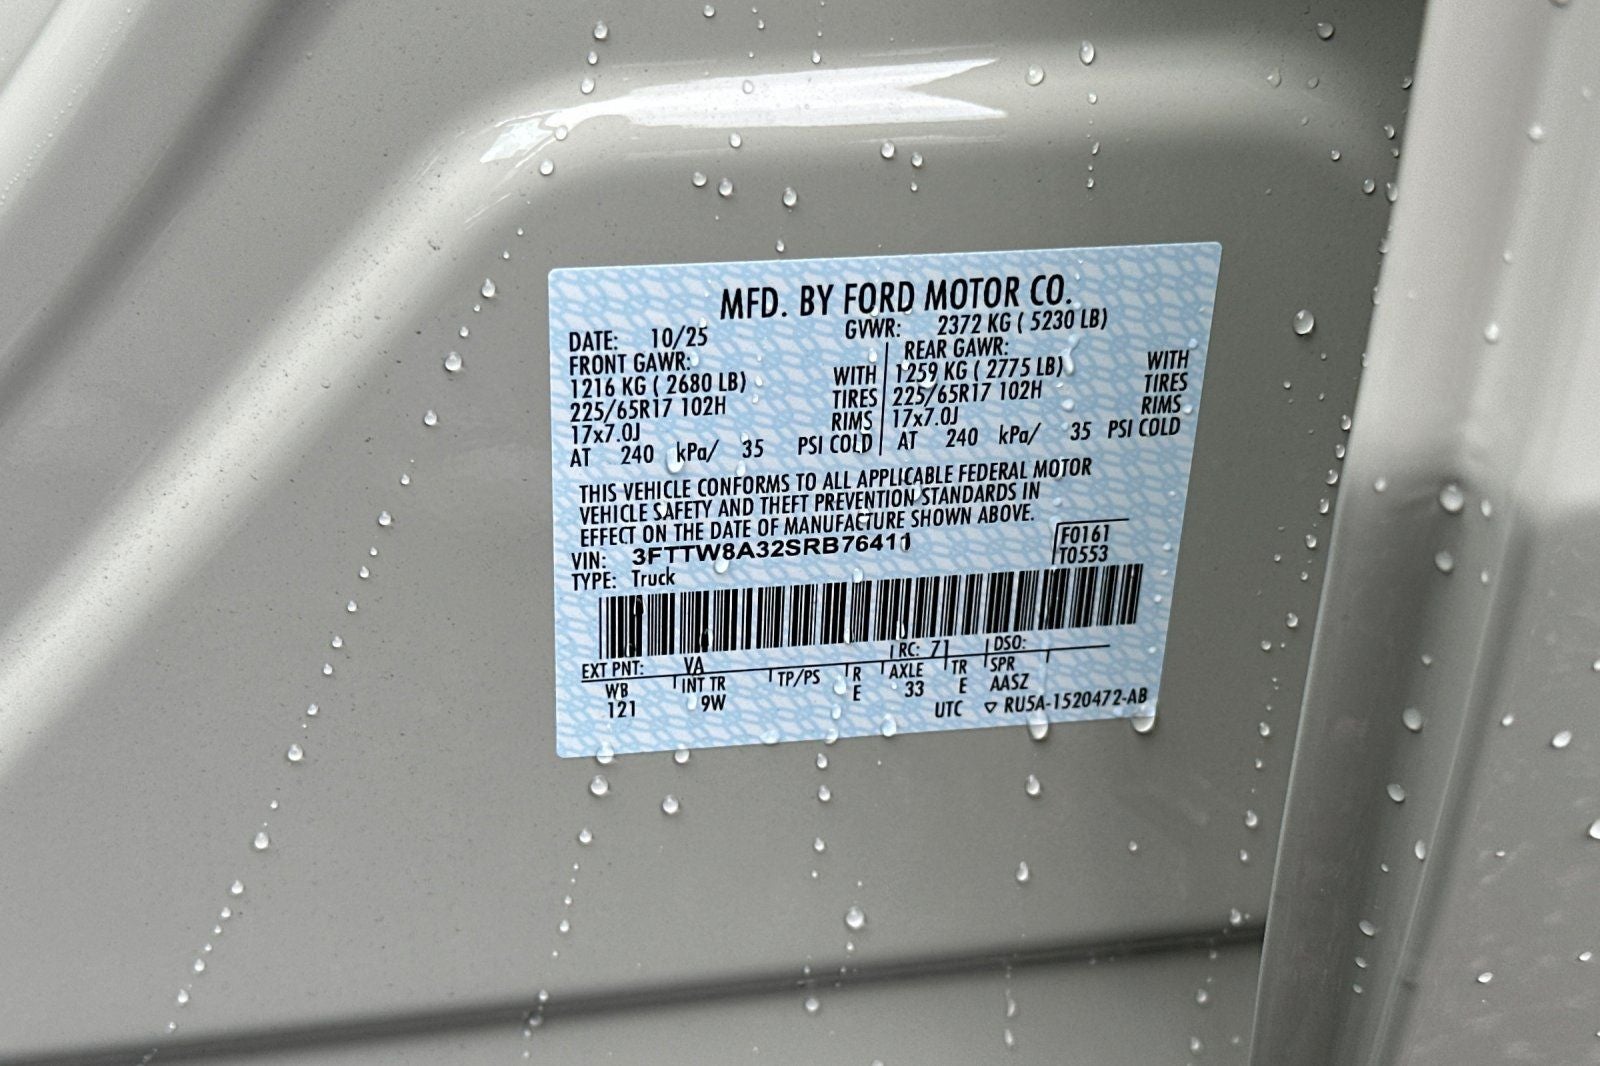 MFD. BY FORD MOTOR CO.
DATE: 10/25 GVWR: 2372 KG ( 5230 LB)
FRONT GAWR: REAR GAWR:
1216 KG ( 2680 LB) WITH 1259 KG ( 2775 LB) WITH
225/65R17 102H TIRES 225/65R17 102H TIRES
17x7.0J RIMS 17x7.0J RIMS
AT 240 kPa/ 35 PSI COLD AT 240 kPa/ 35 PSI COLD
THIS VEHICLE CONFORMS TO ALL APPLICABLE FEDERAL MOTOR
VEHICLE SAFETY AND THEFT PREVENTION STANDARDS IN
EFFECT ON THE DATE OF MANUFACTURE SHOWN ABOVE.
VIN: 3FTTW8A32SRB76411 F0161
TYPE: Truck T0553
EXT PNT: VA RC: 71 DSO:
WB INT TR TP/PS R AXLE TR SPR
121 9W E 33 E AASZ
UTC ▽ RU5A-1520472-AB